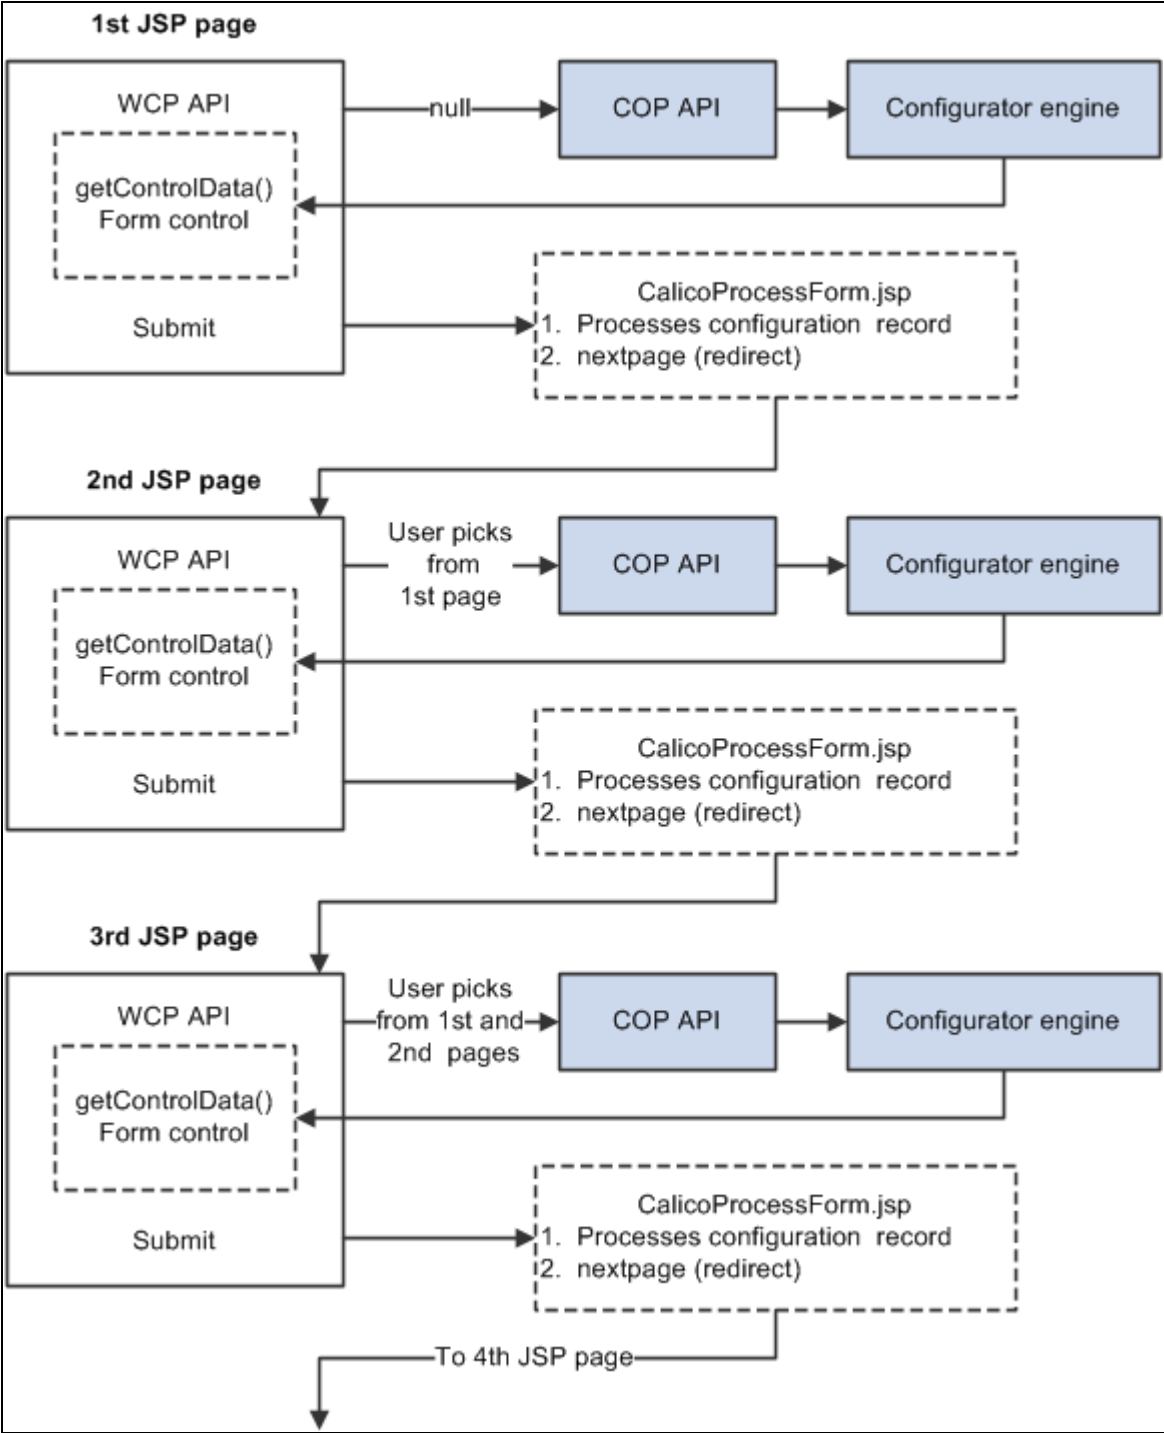 1st JSP page
WCP API
null
COP API
Configurator engine
getControlData()
Form control
CalicoProcessForm.jsp
1. Processes configuration record
2. nextpage (redirect)
Submit
2nd JSP page
WCP API
User picks
from
1st page
COP API
Configurator engine
getControlData()
Form control
CalicoProcessForm.jsp
1. Processes configuration record
2. nextpage (redirect)
Submit
3rd JSP page
WCP API
User picks
from 1st and
2nd pages
COP API
Configurator engine
getControlData()
Form control
CalicoProcessForm.jsp
1. Processes configuration record
2. nextpage (redirect)
Submit
To 4th JSP page